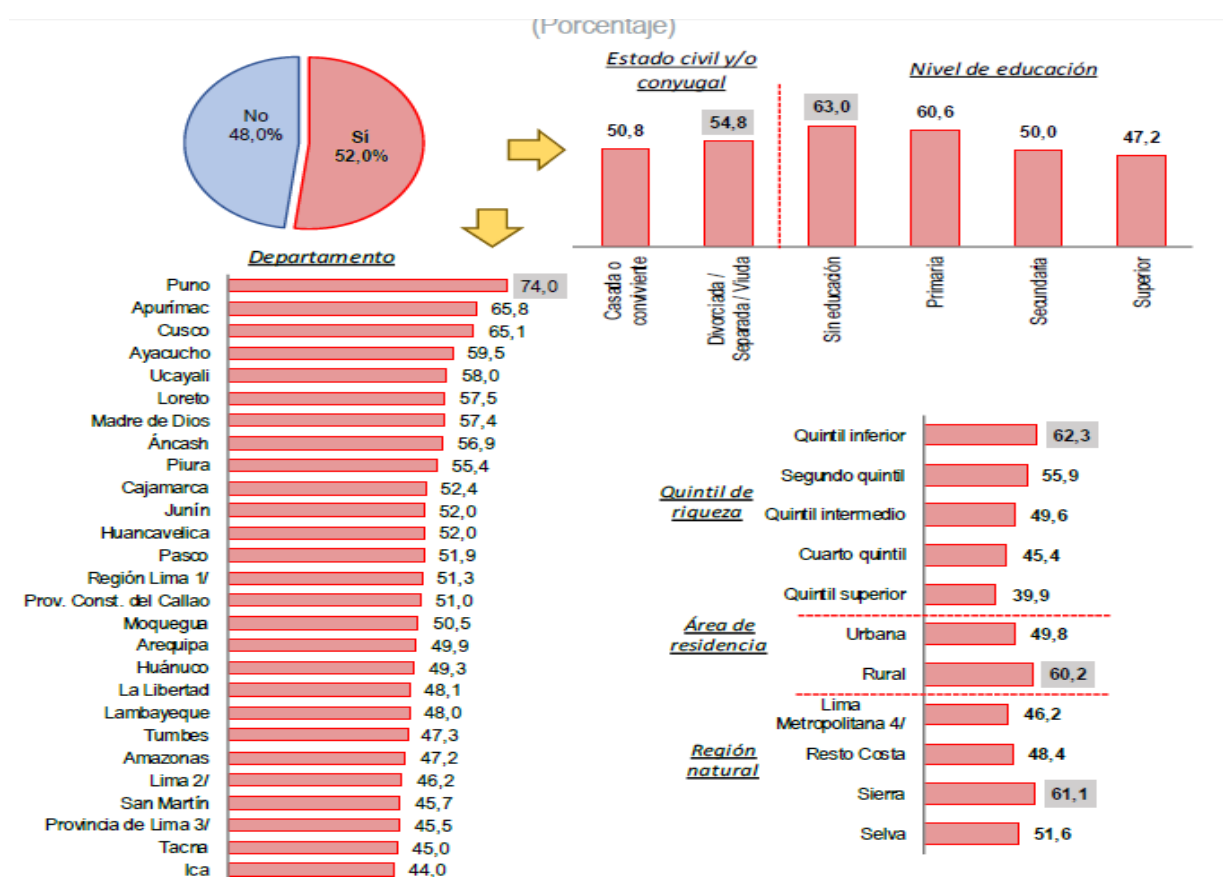 (Porcentaje)
No
48,0%
Sí
52,0%
Estado civil y/o
conyugal
Nivel de educación
50,8
54,8
63,0
60,6
50,0
47,2
Casada o
conviviente
Divorciada /
Separada / Viuda
Sin educación
Primaria
Secundaria
Superior
Departamento
Puno 74,0
Apurímac 65,8
Cusco 65,1
Ayacucho 59,5
Ucayali 58,0
Loreto 57,5
Madre de Dios 57,4
Áncash 56,9
Piura 55,4
Cajamarca 52,4
Junín 52,0
Huancavelica 52,0
Pasco 51,9
Región Lima 1/ 51,3
Prov. Const. del Callao 51,0
Moquegua 50,5
Arequipa 49,9
Huánuco 49,3
La Libertad 48,1
Lambayeque 48,0
Tumbes 47,3
Amazonas 47,2
Lima 2/ 46,2
San Martín 45,7
Provincia de Lima 3/ 45,5
Tacna 45,0
Ica 44,0
Quintil de
riqueza
Quintil inferior 62,3
Segundo quintil 55,9
Quintil intermedio 49,6
Cuarto quintil 45,4
Quintil superior 39,9
Área de
residencia
Urbana 49,8
Rural 60,2
Región
natural
Lima
Metropolitana 4/ 46,2
Resto Costa 48,4
Sierra 61,1
Selva 51,6